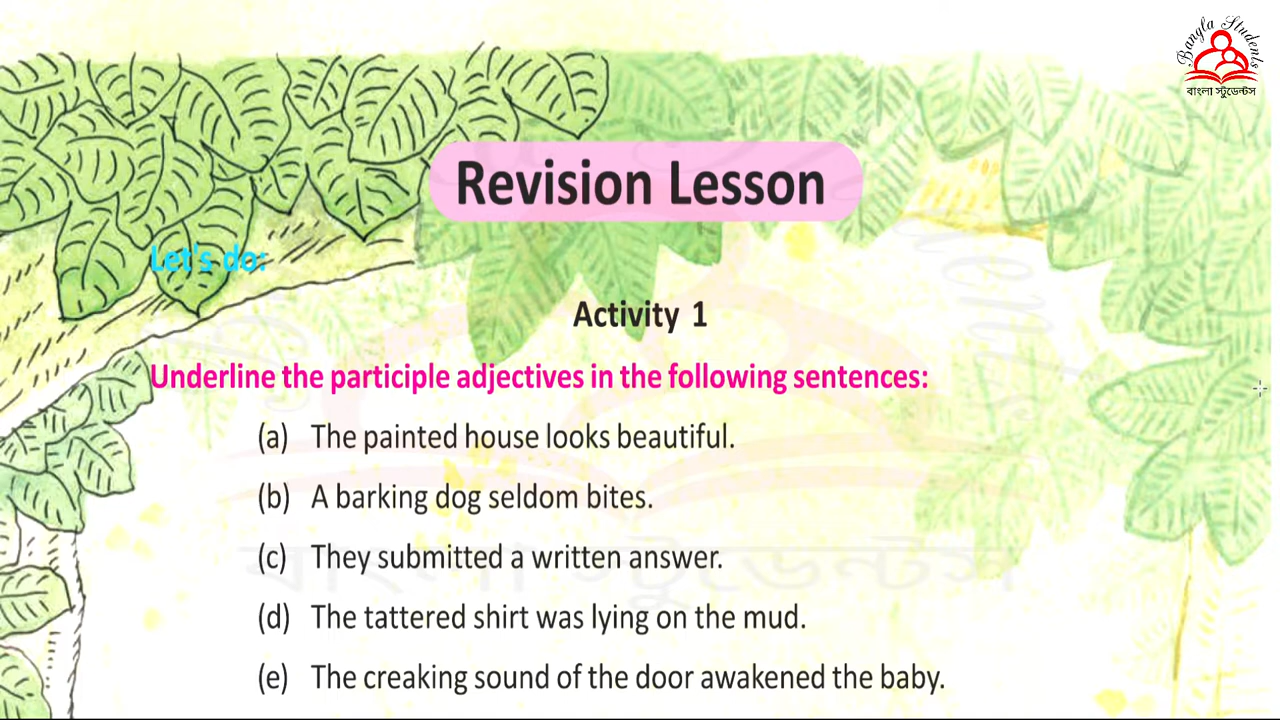 Bangla Students
বাংলা স্টুডেন্টস
Revision Lesson
Let's do:
Activity 1
Underline the participle adjectives in the following sentences:
(a) The painted house looks beautiful.
(b) A barking dog seldom bites.
(c) They submitted a written answer.
(d) The tattered shirt was lying on the mud.
(e) The creaking sound of the door awakened the baby.
বাংলা স্টুডেন্টস